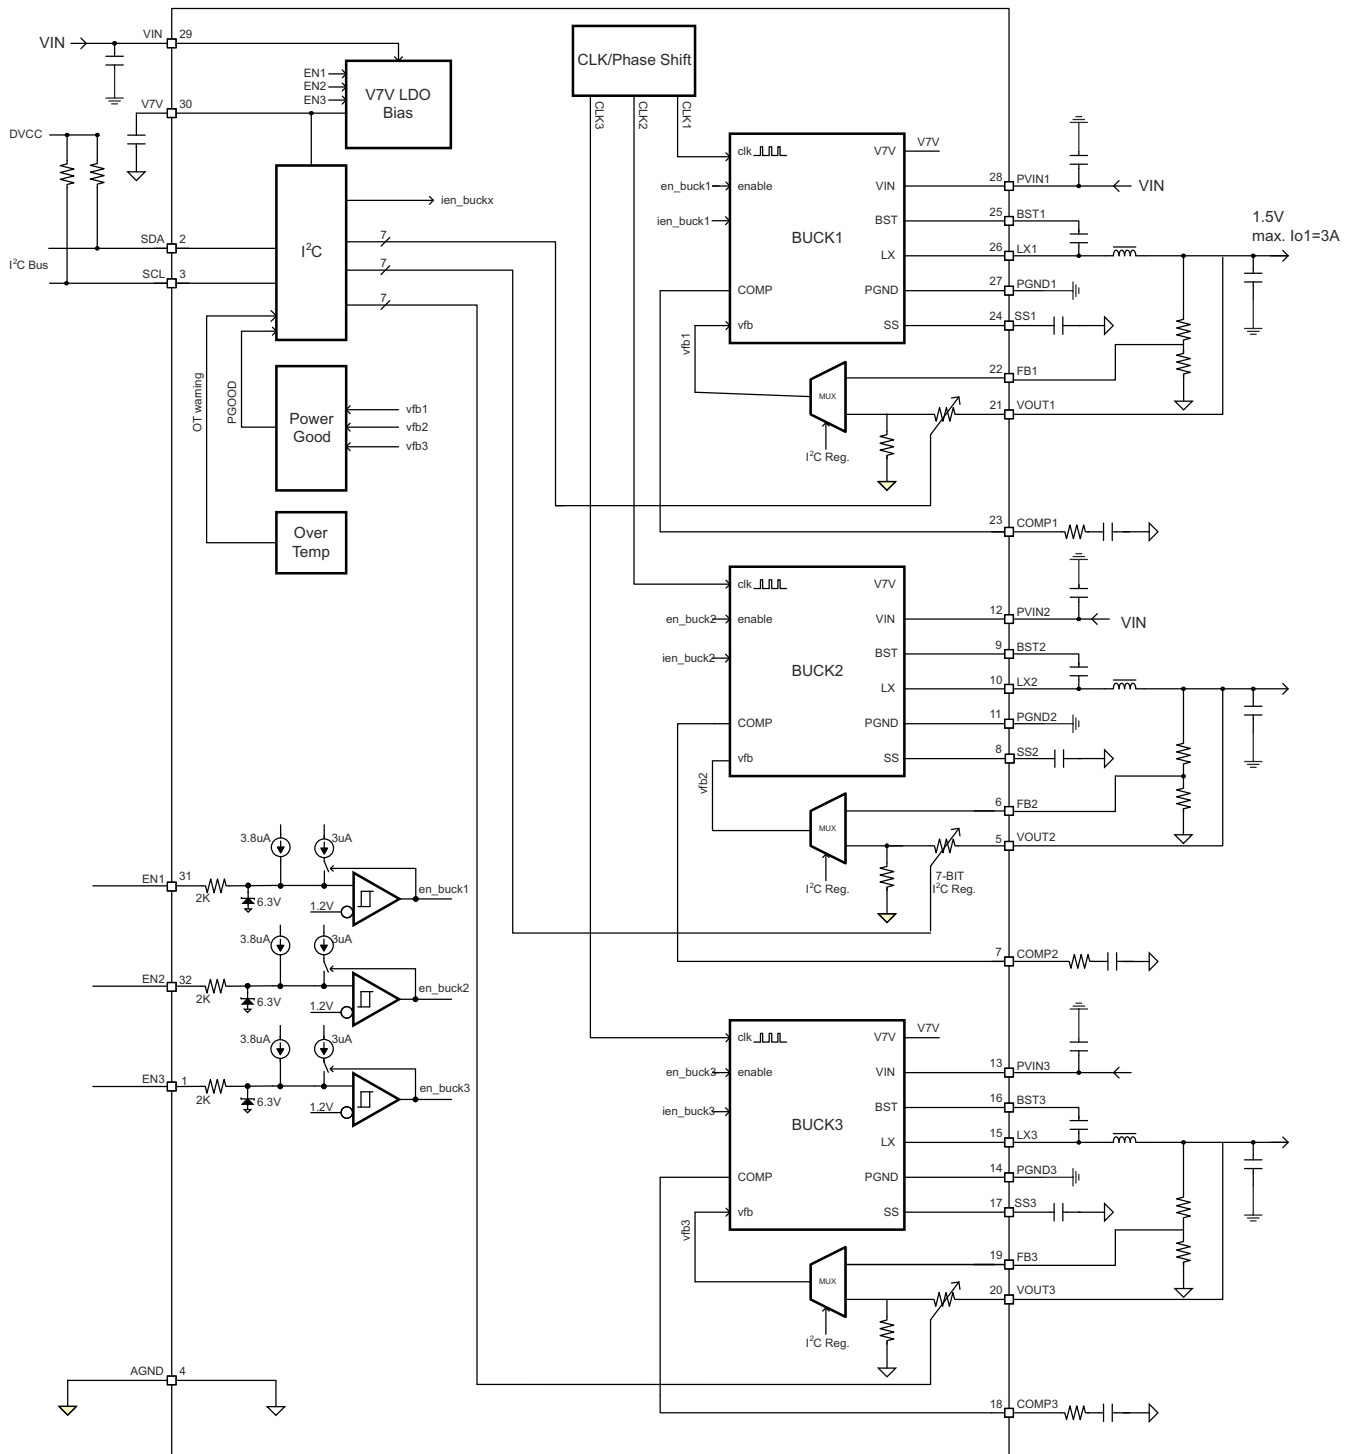 VIN
VIN
29
EN1
EN2
EN3
V7V LDO
Bias
V7V
30
DVCC
SDA
2
I²C Bus
SCL
3
I²C
ien_buckx
7
7
7
OT warning
PGOOD
Power
Good
vfb1
vfb2
vfb3
Over
Temp
CLK/Phase Shift
CLK3
CLK2
CLK1
clk
V7V
V7V
en_buck1
enable
VIN
28
PVIN1
VIN
ien_buck1
BST
25
BST1
BUCK1
LX
26
LX1
1.5V
max. Io1=3A
COMP
PGND
27
PGND1
vfb
SS
24
SS1
vfb1
MUX
22
FB1
21
VOUT1
I²C Reg.
23
COMP1
clk
V7V
en_buck2
enable
VIN
12
PVIN2
VIN
ien_buck2
BST
9
BST2
BUCK2
LX
10
LX2
COMP
PGND
11
PGND2
vfb
SS
8
SS2
vfb2
MUX
6
FB2
5
VOUT2
I²C Reg.
7-BIT
I²C Reg.
7
COMP2
3.8uA
3uA
EN1
31
2K
6.3V
1.2V
en_buck1
3.8uA
3uA
EN2
32
2K
6.3V
1.2V
en_buck2
3.8uA
3uA
EN3
1
2K
6.3V
1.2V
en_buck3
clk
V7V
V7V
en_buck3
enable
VIN
13
PVIN3
ien_buck3
BST
16
BST3
BUCK3
LX
15
LX3
COMP
PGND
14
PGND3
vfb
SS
17
SS3
vfb3
MUX
19
FB3
20
VOUT3
I²C Reg.
AGND
4
18
COMP3